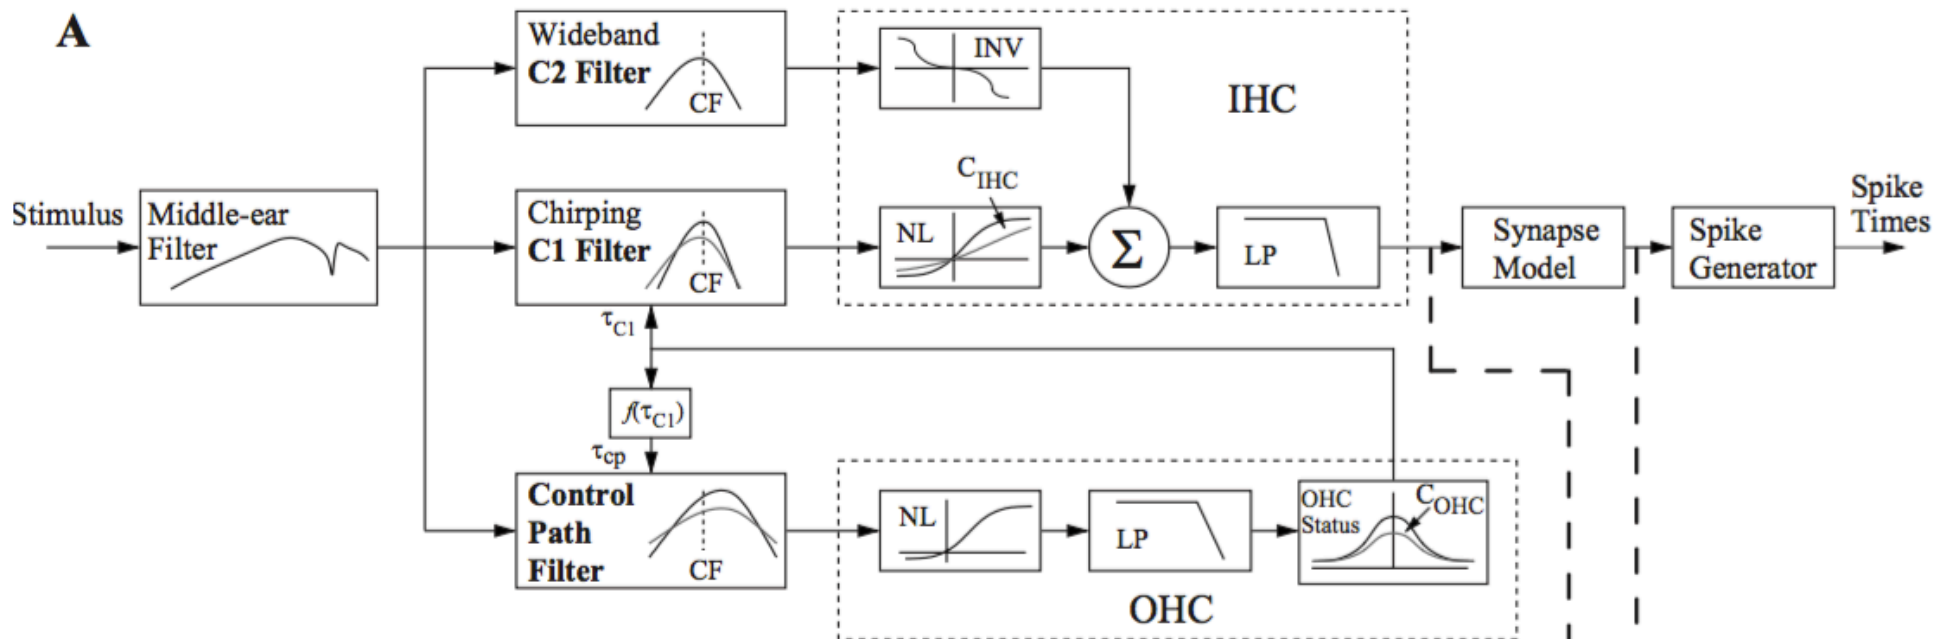 A
Wideband
C2 Filter
CF
INV
IHC
Stimulus
Middle-ear
Filter
Chirping
C1 Filter
CF
C_IHC
NL
Σ
LP
Synapse
Model
Spike
Generator
Spike
Times
τ_C1
f(τ_C1)
τ_cp
Control
Path
Filter
CF
NL
LP
OHC
Status
C_OHC
OHC